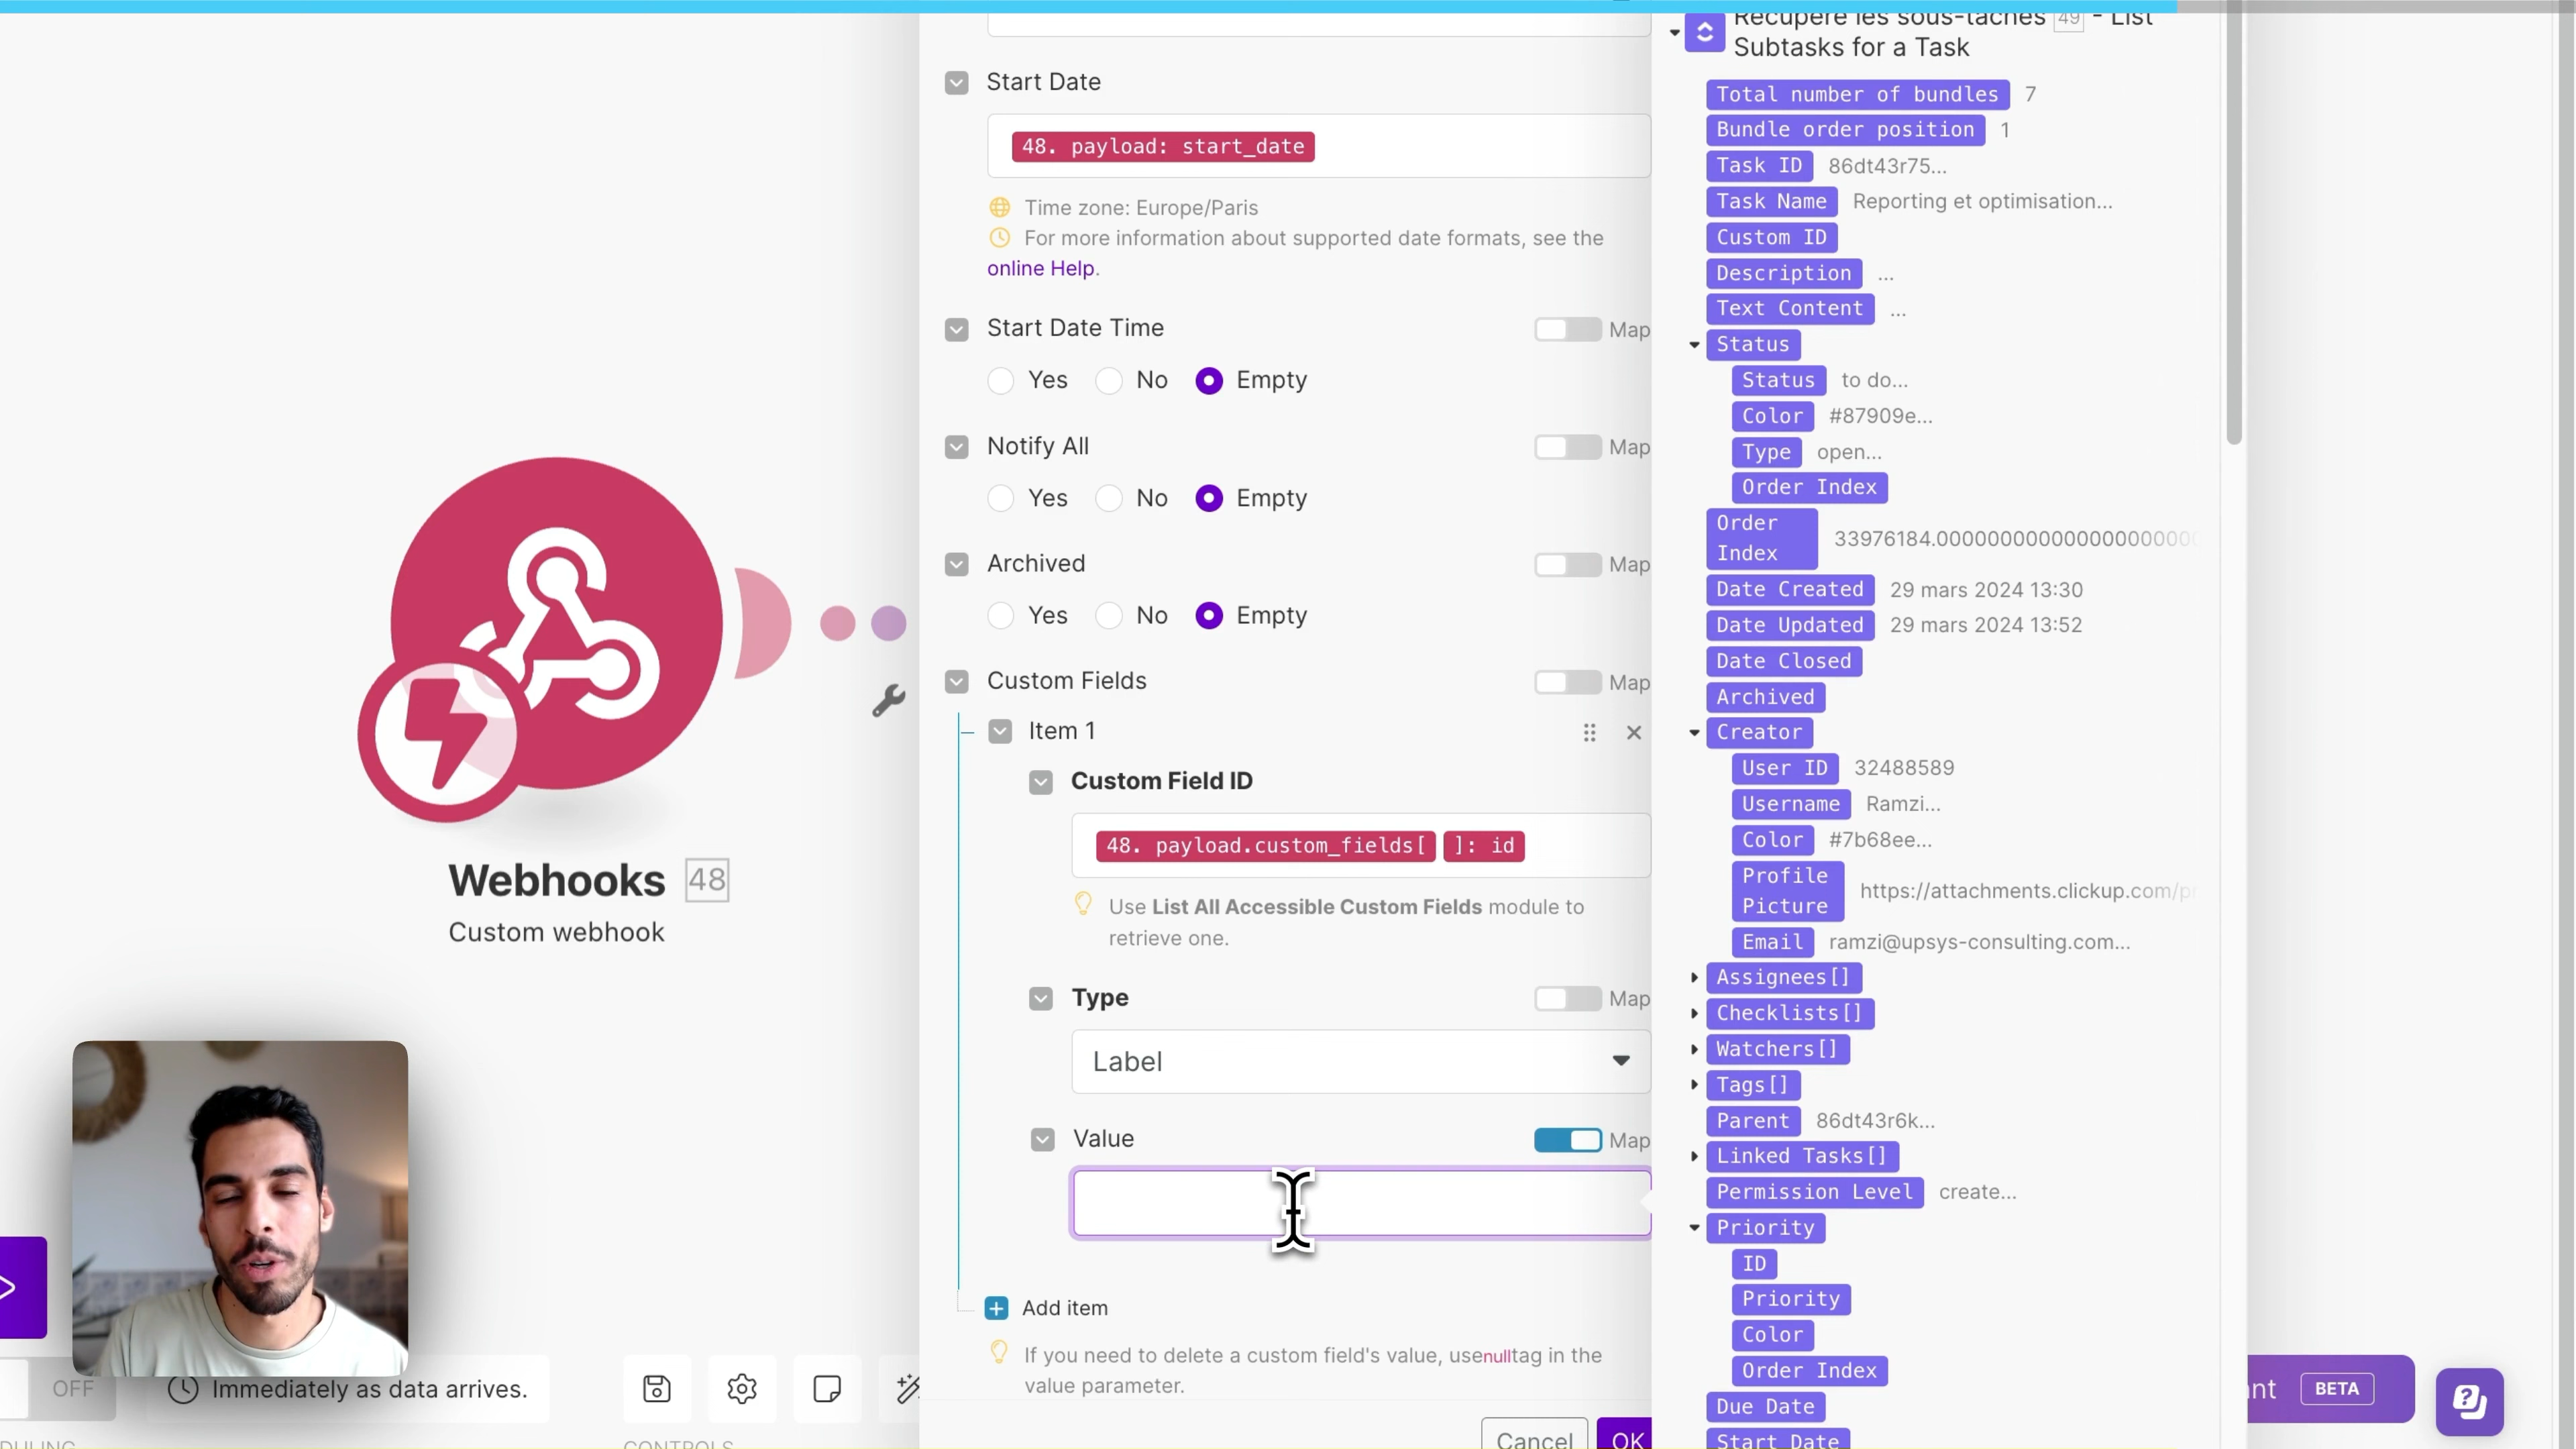 Start Date
48. payload: start_date
Time zone: Europe/Paris
For more information about supported date formats, see the
online Help.
Start Date Time
Map
Yes
No
Empty
Notify All
Map
Yes
No
Empty
Archived
Map
Yes
No
Empty
Custom Fields
Map
Item 1
Custom Field ID
48. payload.custom_fields[ ]: id
Use List All Accessible Custom Fields module to
retrieve one.
Type
Map
Label
Value
Map
Add item
If you need to delete a custom field's value, usenulltag in the
value parameter.
Cancel
OK
Webhooks 48
Custom webhook
OFF
Immediately as data arrives.
CONTROLS
Récupère les sous-tâches 49 - List
Subtasks for a Task
Total number of bundles 7
Bundle order position 1
Task ID 86dt43r75...
Task Name Reporting et optimisation...
Custom ID
Description ...
Text Content ...
Status
Status to do...
Color #87909e...
Type open...
Order Index
Order
Index
Date Created 29 mars 2024 13:30
Date Updated 29 mars 2024 13:52
Date Closed
Archived
Creator
User ID 32488589
Username Ramzi...
Color #7b68ee...
Profile
Picture
https://attachments.clickup.com/p
Email ramzi@upsys-consulting.com...
Assignees[]
Checklists[]
Watchers[]
Tags[]
Parent 86dt43r6k...
Linked Tasks[]
Permission Level create...
Priority
ID
Priority
Color
Order Index
Due Date
Start Date
BETA